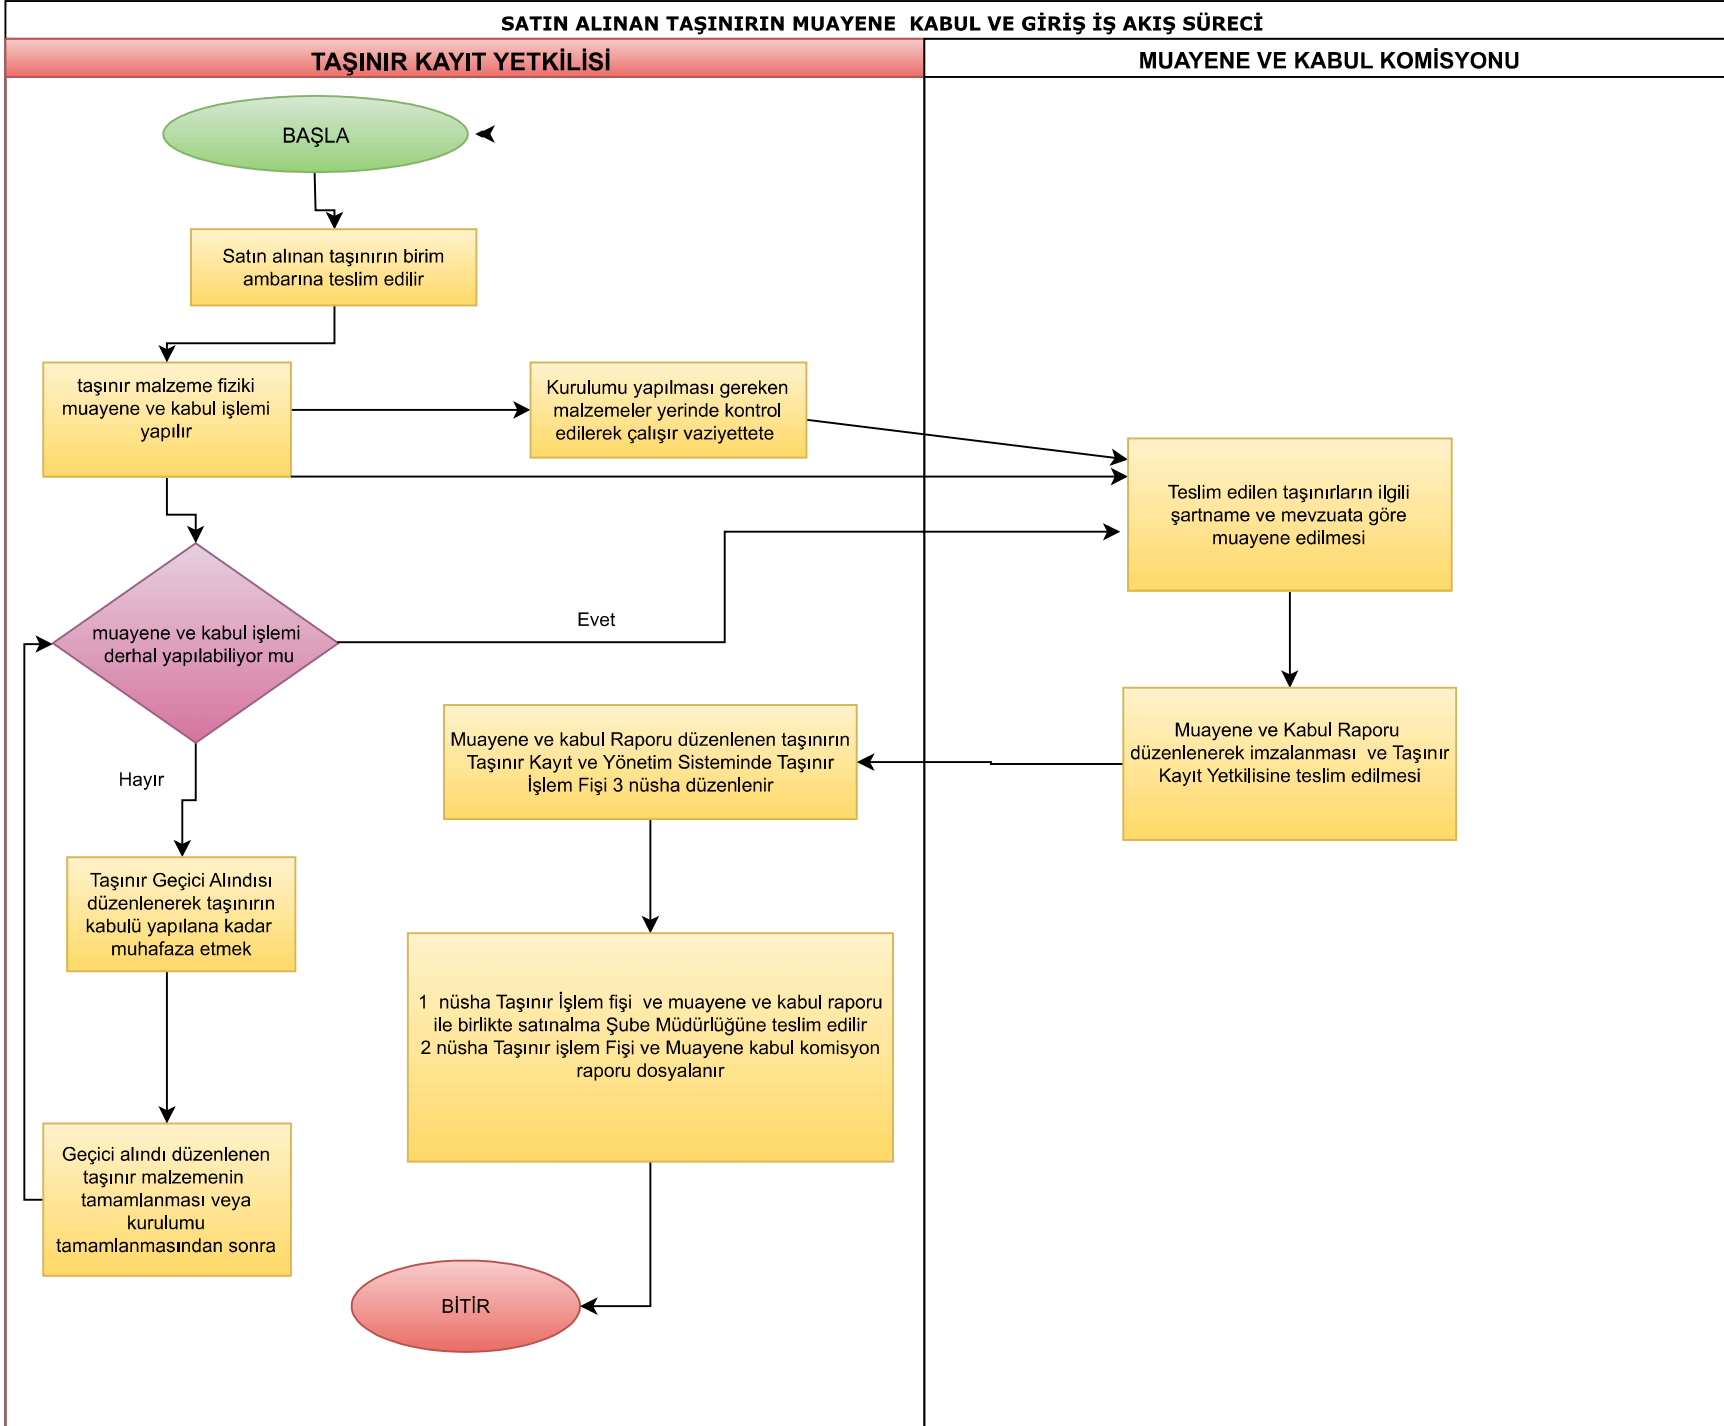 SATIN ALINAN TAŞINIRIN MUAYENE KABUL VE GİRİŞ İŞ AKIŞ SÜRECİ
TAŞINIR KAYIT YETKİLİSİ
MUAYENE VE KABUL KOMİSYONU
BAŞLA
Satın alınan taşınırın birim
ambarına teslim edilir
taşınır malzeme fiziki
muayene ve kabul işlemi
yapılır
Kurulumu yapılması gereken
malzemeler yerinde kontrol
edilerek çalışır vaziyettete
Teslim edilen taşınırların ilgili
şartname ve mevzuata göre
muayene edilmesi
Evet
muayene ve kabul işlemi
derhal yapılabiliyor mu
Muayene ve Kabul Raporu
düzenlenerek imzalanması ve Taşınır
Kayıt Yetkilisine teslim edilmesi
Muayene ve kabul Raporu düzenlenen taşınırın
Taşınır Kayıt ve Yönetim Sisteminde Taşınır
İşlem Fişi 3 nüsha düzenlenir
Hayır
Taşınır Geçici Alındısı
düzenlenerek taşınırın
kabülü yapılana kadar
muhafaza etmek
1 nüsha Taşınır İşlem fişi ve muayene ve kabul raporu
ile birlikte satınalma Şube Müdürlüğüne teslim edilir
2 nüsha Taşınır işlem Fişi ve Muayene kabul komisyon
raporu dosyalanır
Geçici alındı düzenlenen
taşınır malzemenin
tamamlanması veya
kurulumu
tamamlanmasından sonra
BİTİR